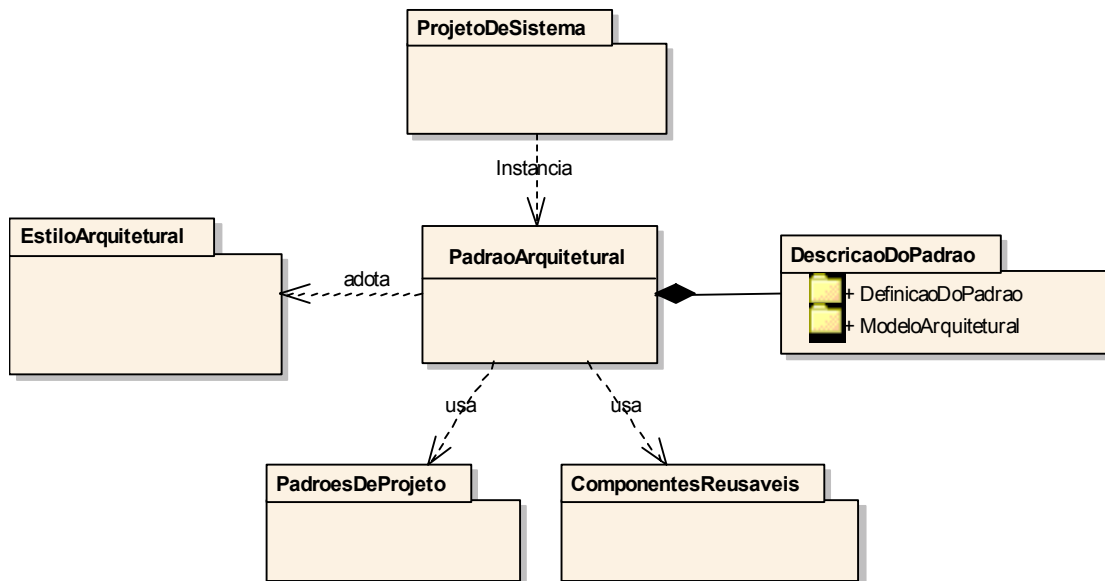 ProjetoDeSistema
Instancia
EstiloArquitetural
adota
PadraoArquitetural
DescricaoDoPadrao
+ DefinicaoDoPadrao
+ ModeloArquitetural
usa
usa
PadroesDeProjeto
ComponentesReusaveis